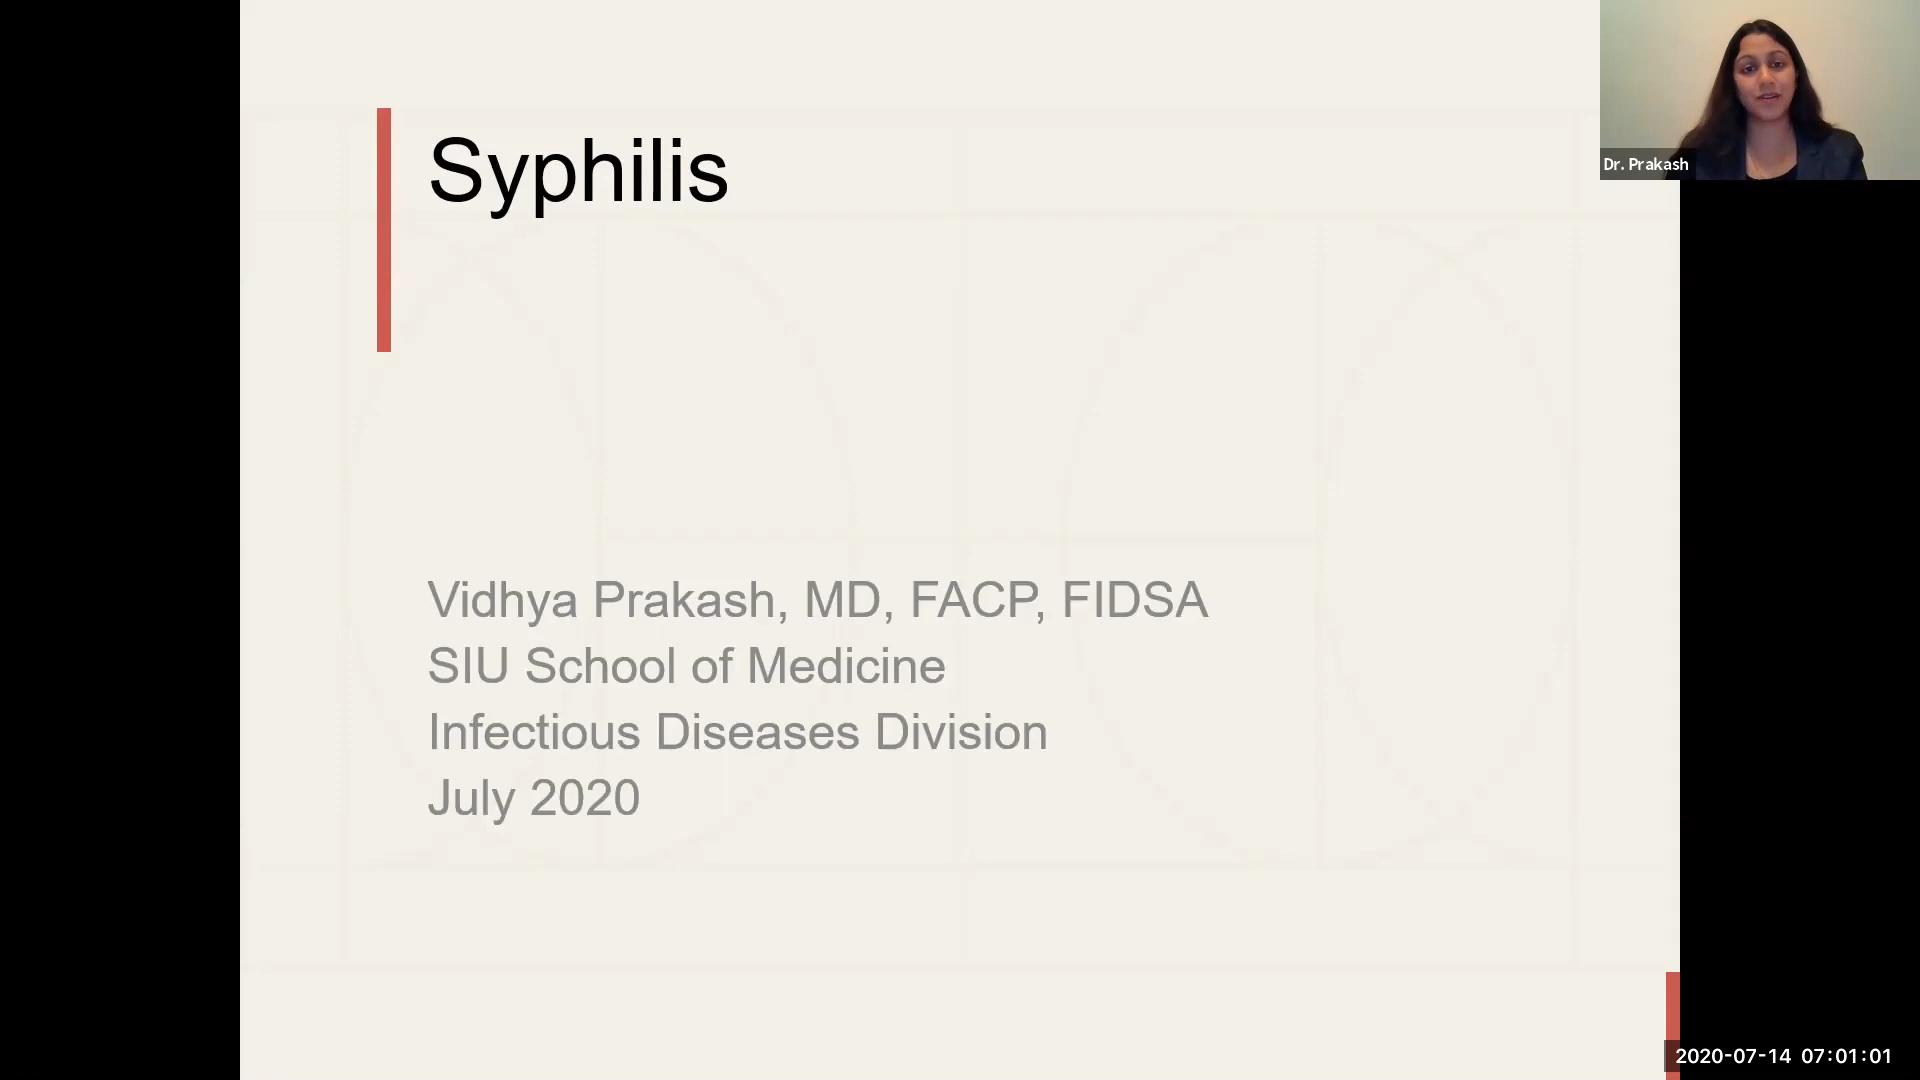 Syphilis
Dr. Prakash
Vidhya Prakash, MD, FACP, FIDSA
SIU School of Medicine
Infectious Diseases Division
July 2020
2020-07-14 07:01:01